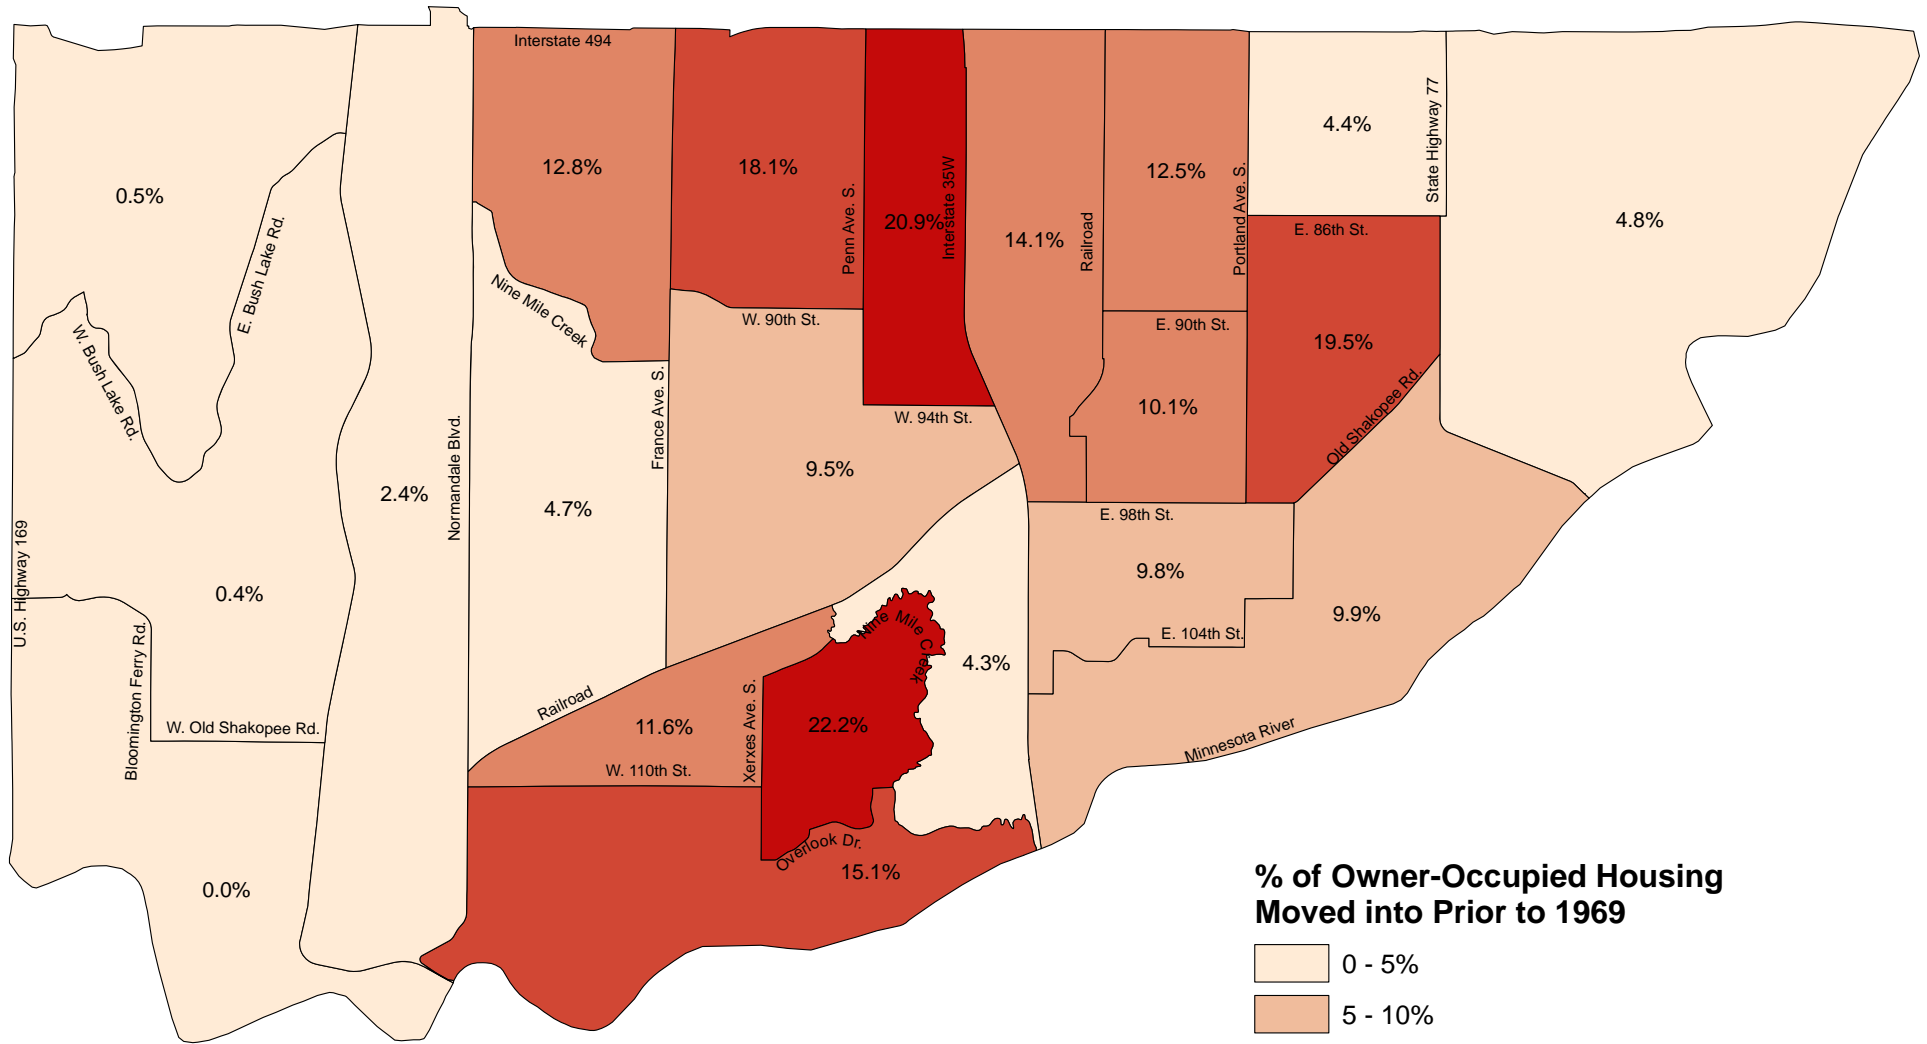 Interstate 494
0.5%
E. Bush Lake Rd.
W. Bush Lake Rd.
U.S. Highway 169
0.4%
Bloomington Ferry Rd.
W. Old Shakopee Rd.
0.0%
2.4%
Normandale Blvd.
12.8%
Nine Mile Creek
4.7%
France Ave. S.
Railroad
18.1%
Penn Ave. S.
W. 90th St.
20.9%
Interstate 35W
W. 94th St.
9.5%
14.1%
Railroad
12.5%
Portland Ave. S.
E. 90th St.
10.1%
4.4%
State Highway 77
E. 86th St.
19.5%
Old Shakopee Rd.
4.8%
E. 98th St.
9.8%
E. 104th St.
9.9%
Minnesota River
Nine Mile Creek
4.3%
11.6%
W. 110th St.
Xerxes Ave. S.
22.2%
Overlook Dr.
15.1%
% of Owner-Occupied Housing
Moved into Prior to 1969
0 - 5%
5 - 10%